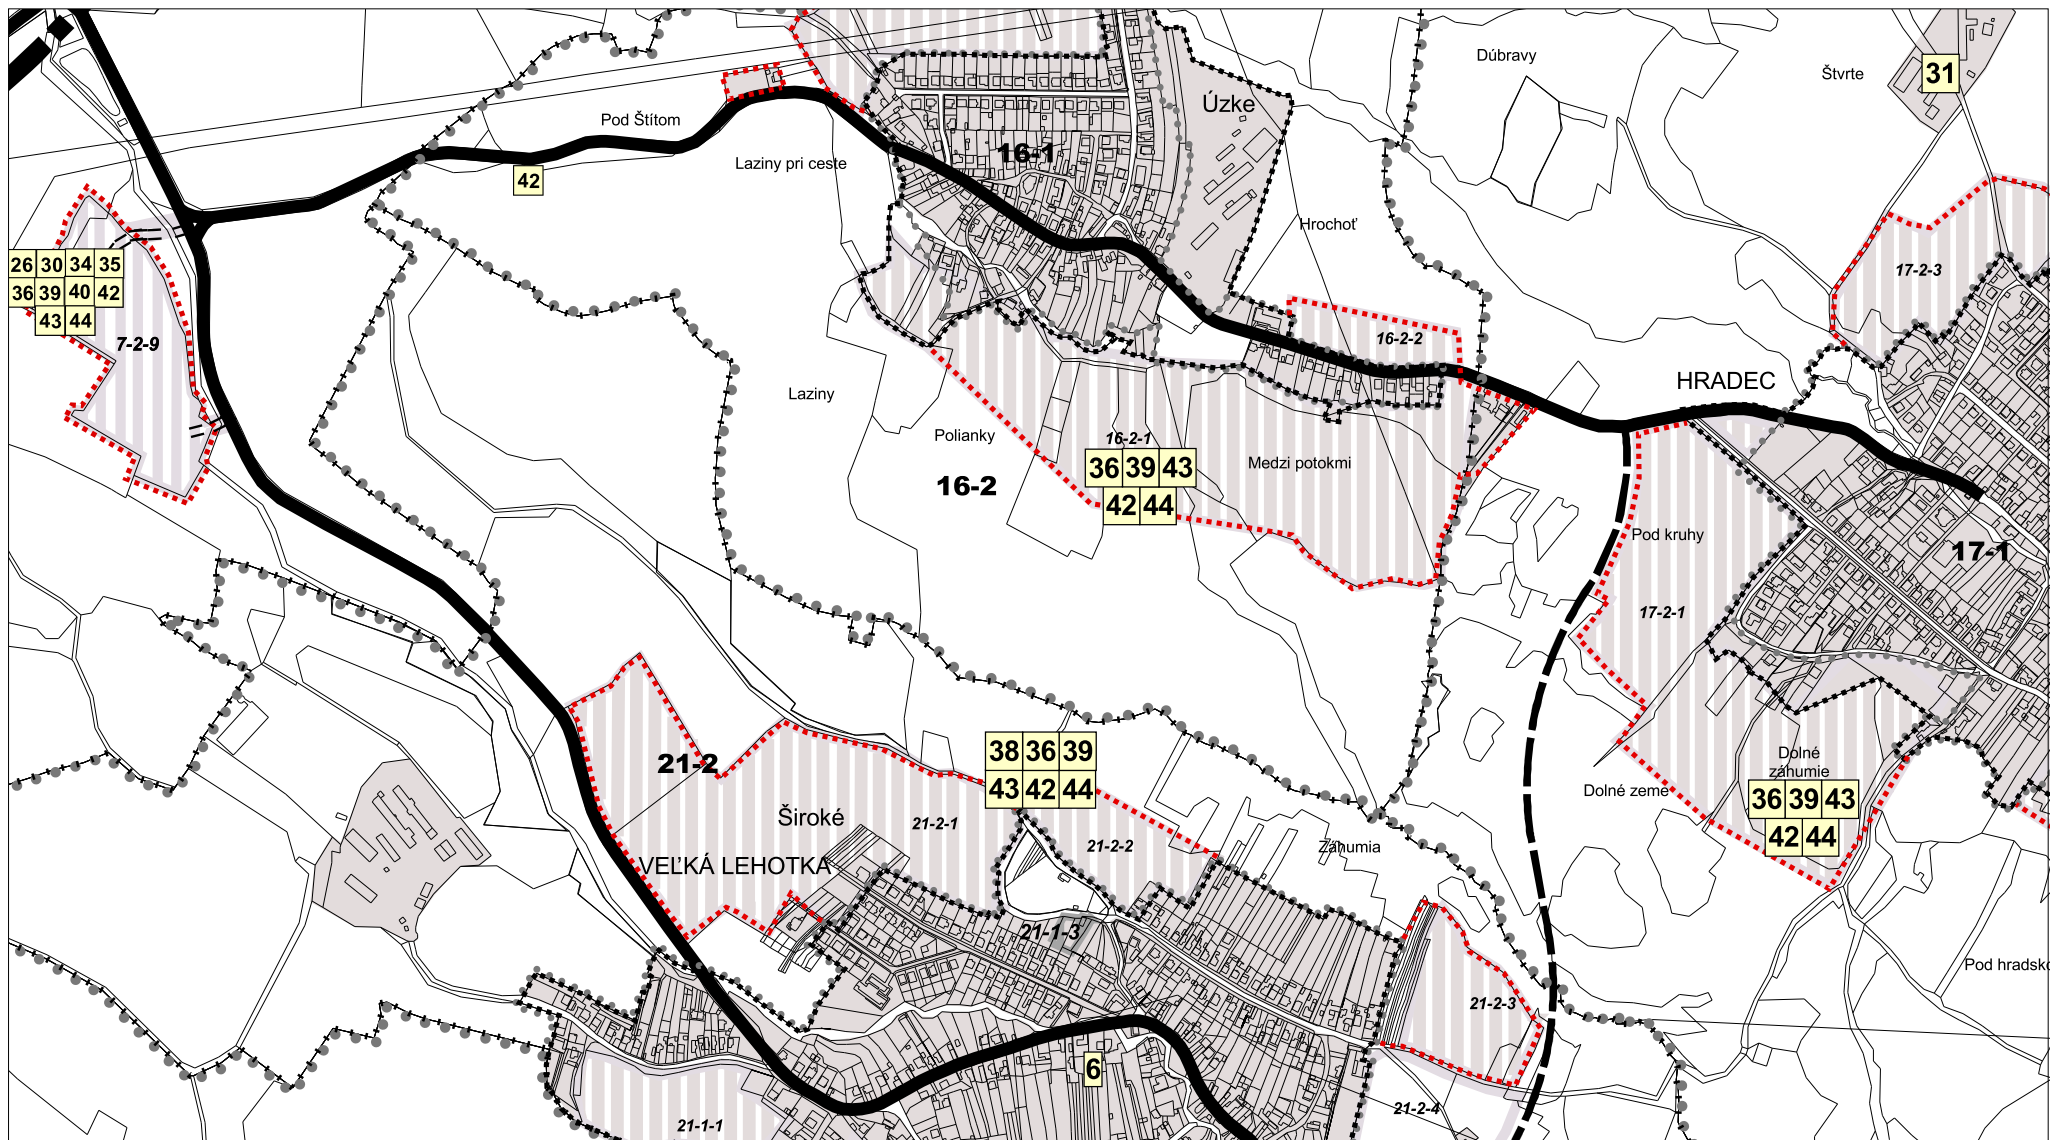 Dúbravy
Štvrte
31
Úzke
Pod Štítom
16-1
Laziny pri ceste
42
Hrochoť
26 30 34 35
36 39 40 42
43 44
7-2-9
17-2-3
16-2-2
HRADEC
Laziny
Polianky
16-2-1
36 39 43
42 44
Medzi potokmi
16-2
Pod kruhy
17-1
17-2-1
38 36 39
43 42 44
21-2
Dolné
záhumie
36 39 43
42 44
Dolné zeme
Široké
21-2-1
21-2-2
Záhumia
VEĽKÁ LEHOTKA
21-1-3
Pod hradsko
21-2-3
6
21-2-4
21-1-1